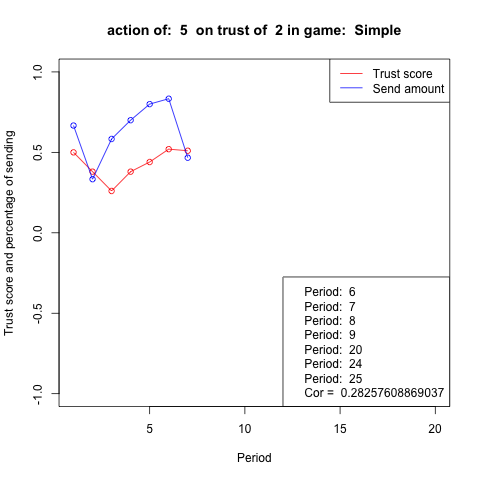 action of:  5  on trust of  2 in game:  Simple
Trust score
Send amount
Trust score and percentage of sending
1.0
0.5
0.0
-0.5
-1.0
Period:  6
Period:  7
Period:  8
Period:  9
Period:  20
Period:  24
Period:  25
Cor =  0.28257608869037
5 10 15 20
Period